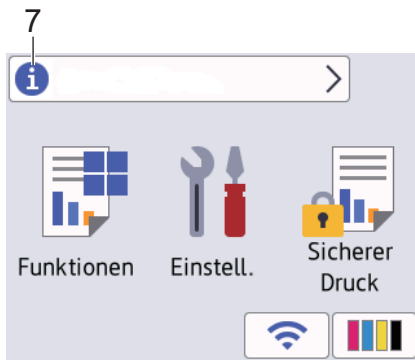 7
i
Funktionen
Einstell.
Sicherer
Druck